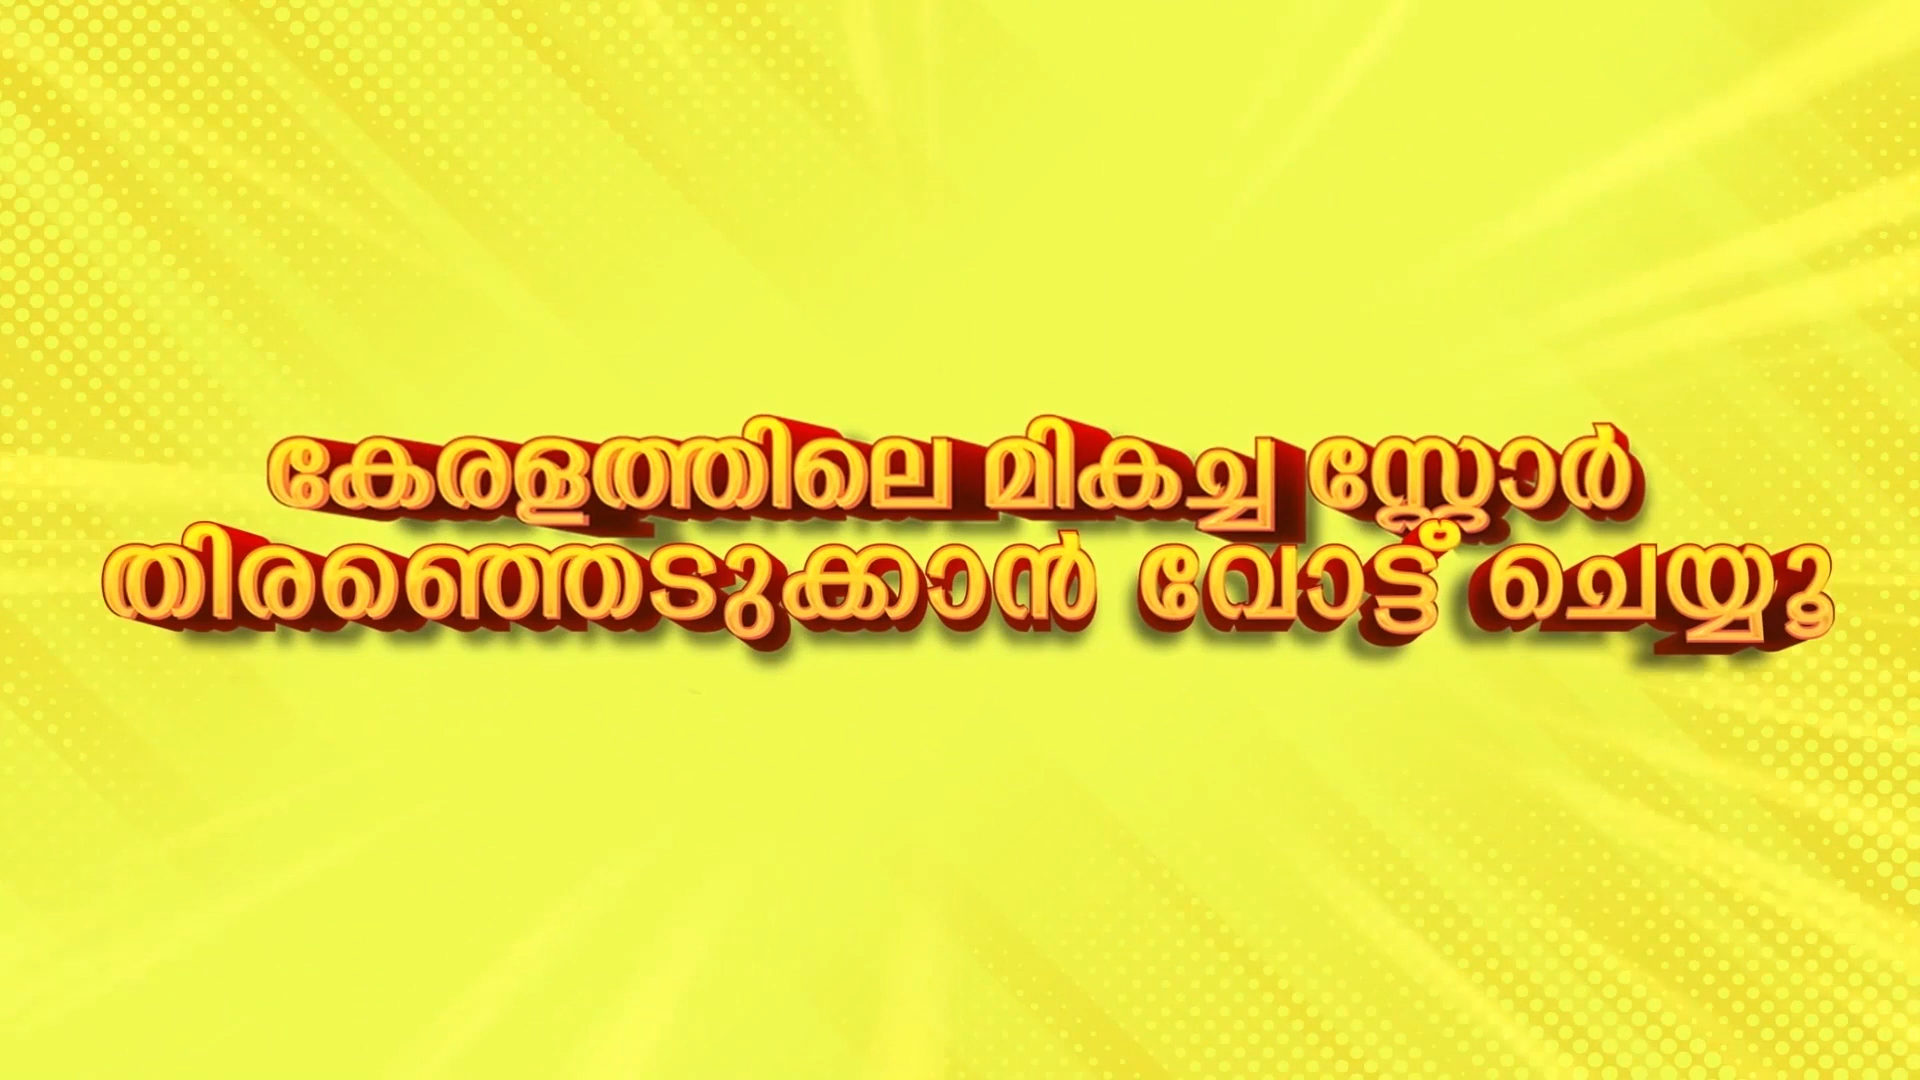 കേരളത്തിലെ മികച്ച സ്റ്റോർ
തിരഞ്ഞെടുക്കാൻ വോട്ട് ചെയ്യൂ